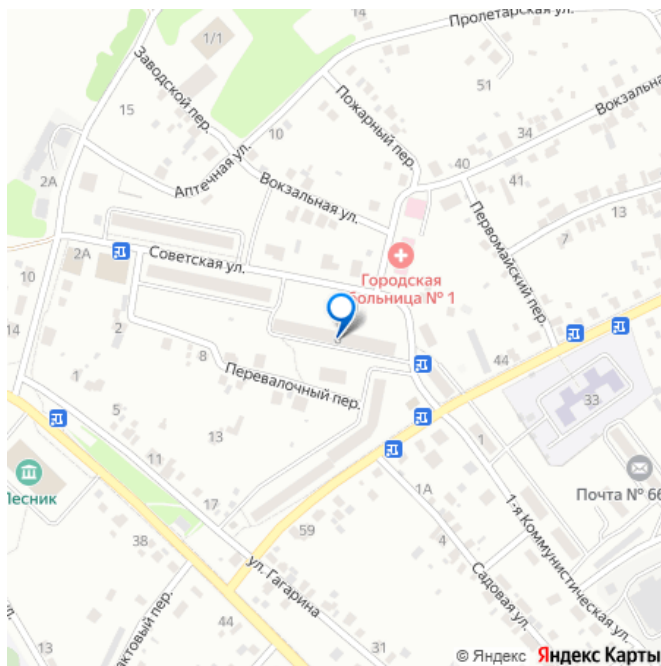 14
Пролетарская ул.
1/1
Заводской пер.
51
Пожарный пер.
Вокзальна
15
10
34
40
41
2А
Аптечная ул.
Вокзальная ул.
Первомайский пер.
13
7
Советская ул.
2А
10
Городская
больница № 1
14
2
44
8
Перевалочный пер.
1
5
33
13
11
1
Лесник
17
1А
Почта № 66
59
1-я Коммунистическая ул.
38
4
ул. Гагарина
Садовая ул.
44
актовый пер.
13
31
© Яндекс Яндекс Карты